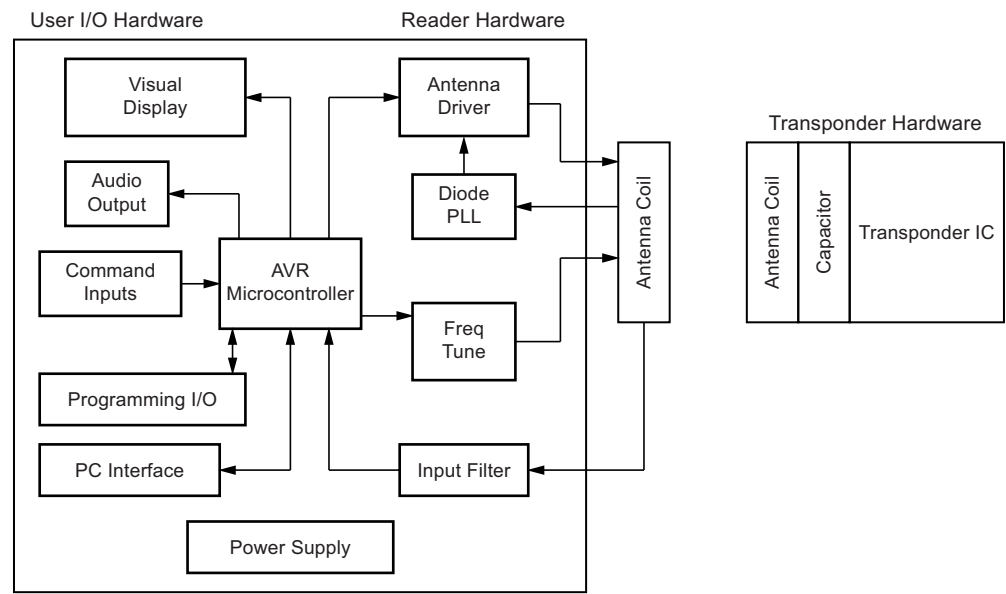 User I/O Hardware
Reader Hardware
Visual
Display
Antenna
Driver
Transponder Hardware
Audio
Output
Diode
PLL
Antenna Coil
Antenna Coil
Capacitor
Transponder IC
Command
Inputs
AVR
Microcontroller
Freq
Tune
Programming I/O
PC Interface
Input Filter
Power Supply